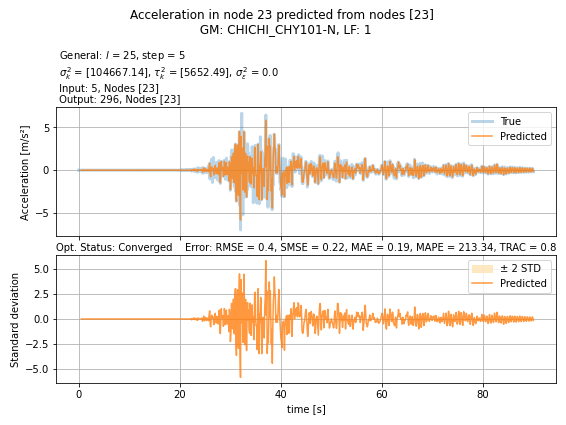 Acceleration in node 23 predicted from nodes [23]
GM: CHICHI_CHY101-N, LF: 1
General: l = 25, step = 5
σ²ₖ = [104667.14], τ²ₖ = [5652.49], σ²ε = 0.0
Input: 5, Nodes [23]
Output: 296, Nodes [23]
5
0
−5
Acceleration [m/s²]
True
Predicted
Opt. Status: Converged Error: RMSE = 0.4, SMSE = 0.22, MAE = 0.19, MAPE = 213.34, TRAC = 0.8
5.0
2.5
0.0
−2.5
−5.0
Standard deviation
± 2 STD
Predicted
0 20 40 60 80
time [s]